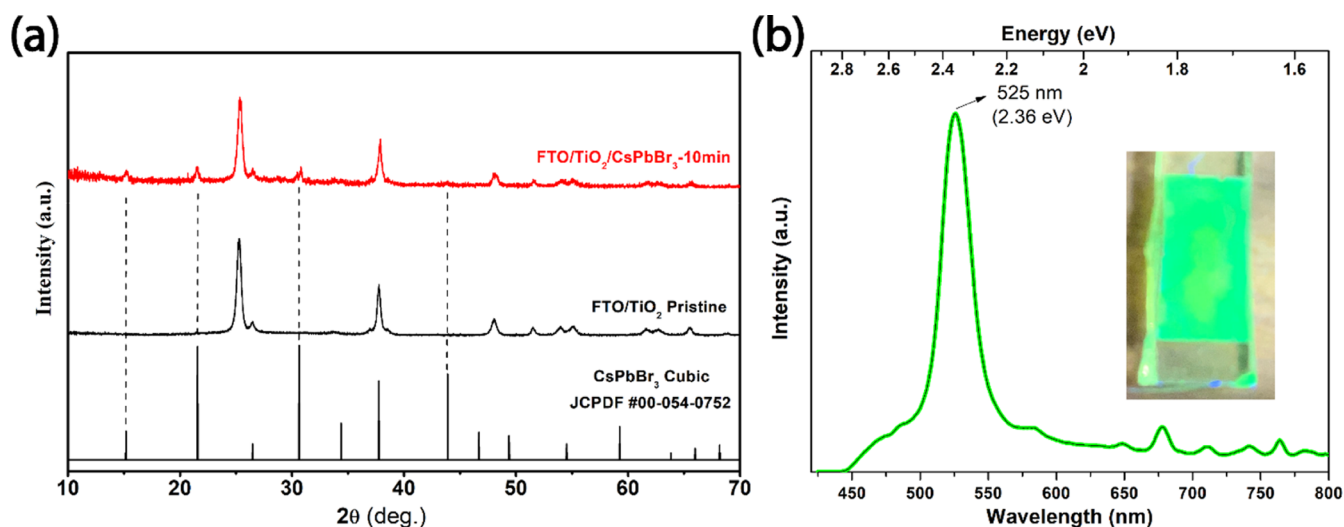 (a)
FTO/TiO₂/CsPbBr₃-10min
FTO/TiO₂ Pristine
CsPbBr₃ Cubic
JCPDF #00-054-0752
Intensity (a.u.)
10 20 30 40 50 60 70
2θ (deg.)
(b)
Energy (eV)
2.8 2.6 2.4 2.2 2 1.8 1.6
525 nm
(2.36 eV)
Intensity (a.u.)
450 500 550 600 650 700 750 800
Wavelength (nm)